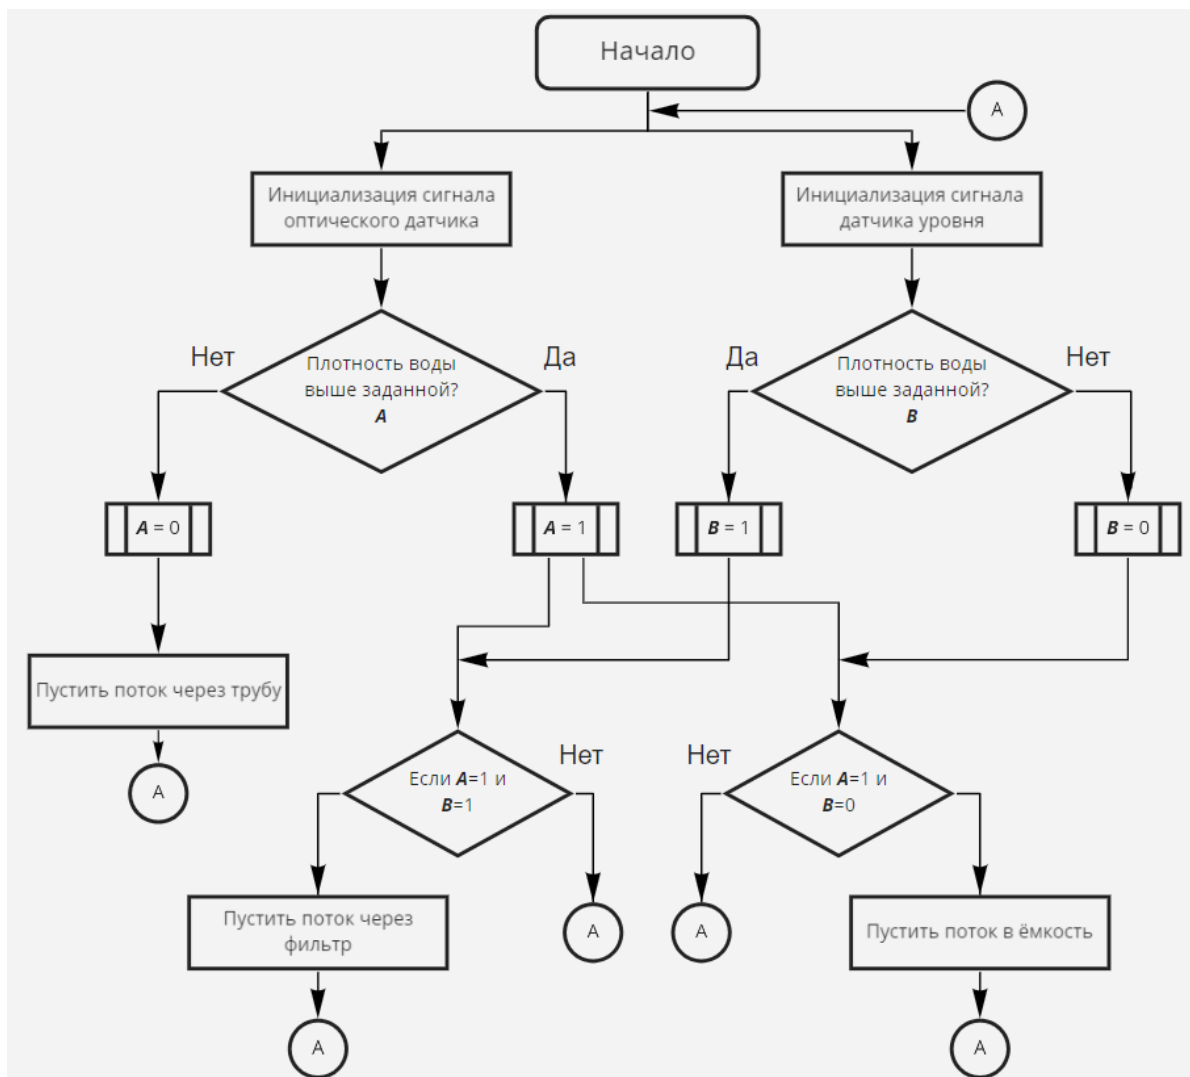 Начало
A
Инициализация сигнала
оптического датчика
Инициализация сигнала
датчика уровня
Нет
Плотность воды
выше заданной?
A
Да
Да
Плотность воды
выше заданной?
B
Нет
A = 0
A = 1
B = 1
B = 0
Пустить поток через трубу
A
Если A=1 и
B=1
Нет
Нет
Если A=1 и
B=0
Пустить поток через
фильтр
A
A
Пустить поток в ёмкость
A
A